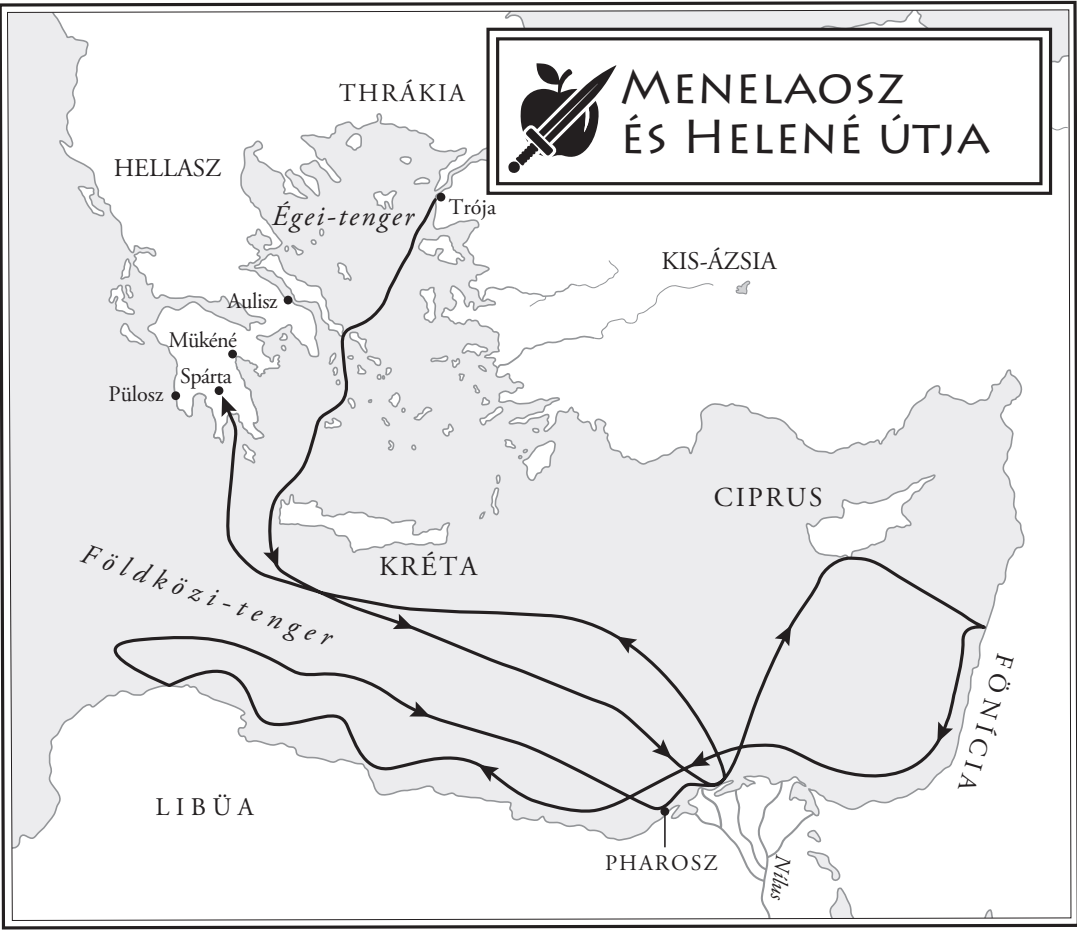 MENELAOSZ
ÉS HELENÉ ÚTJA
THRÁKIA
HELLASZ
Égei-tenger
Trója
KIS-ÁZSIA
Aulisz
Mükéné
Spárta
Pülosz
CIPRUS
KRÉTA
Földközi-tenger
FÖNÍCIA
LIBÜA
PHAROSZ
Nílus